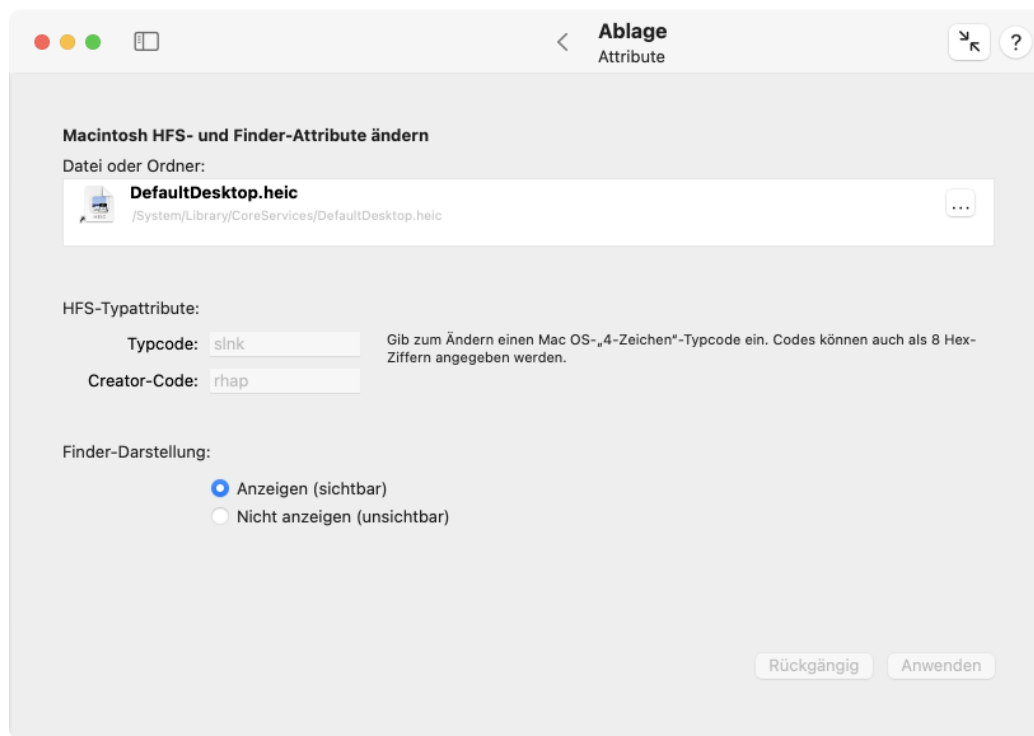 Ablage
Attribute
?
Macintosh HFS- und Finder-Attribute ändern
Datei oder Ordner:
DefaultDesktop.heic
/System/Library/CoreServices/DefaultDesktop.heic
...
HFS-Typattribute:
Typcode: slnk
Gib zum Ändern einen Mac OS-„4-Zeichen“-Typcode ein. Codes können auch als 8 Hex-
Ziffern angegeben werden.
Creator-Code: rhap
Finder-Darstellung:
Anzeigen (sichtbar)
Nicht anzeigen (unsichtbar)
Rückgängig Anwenden